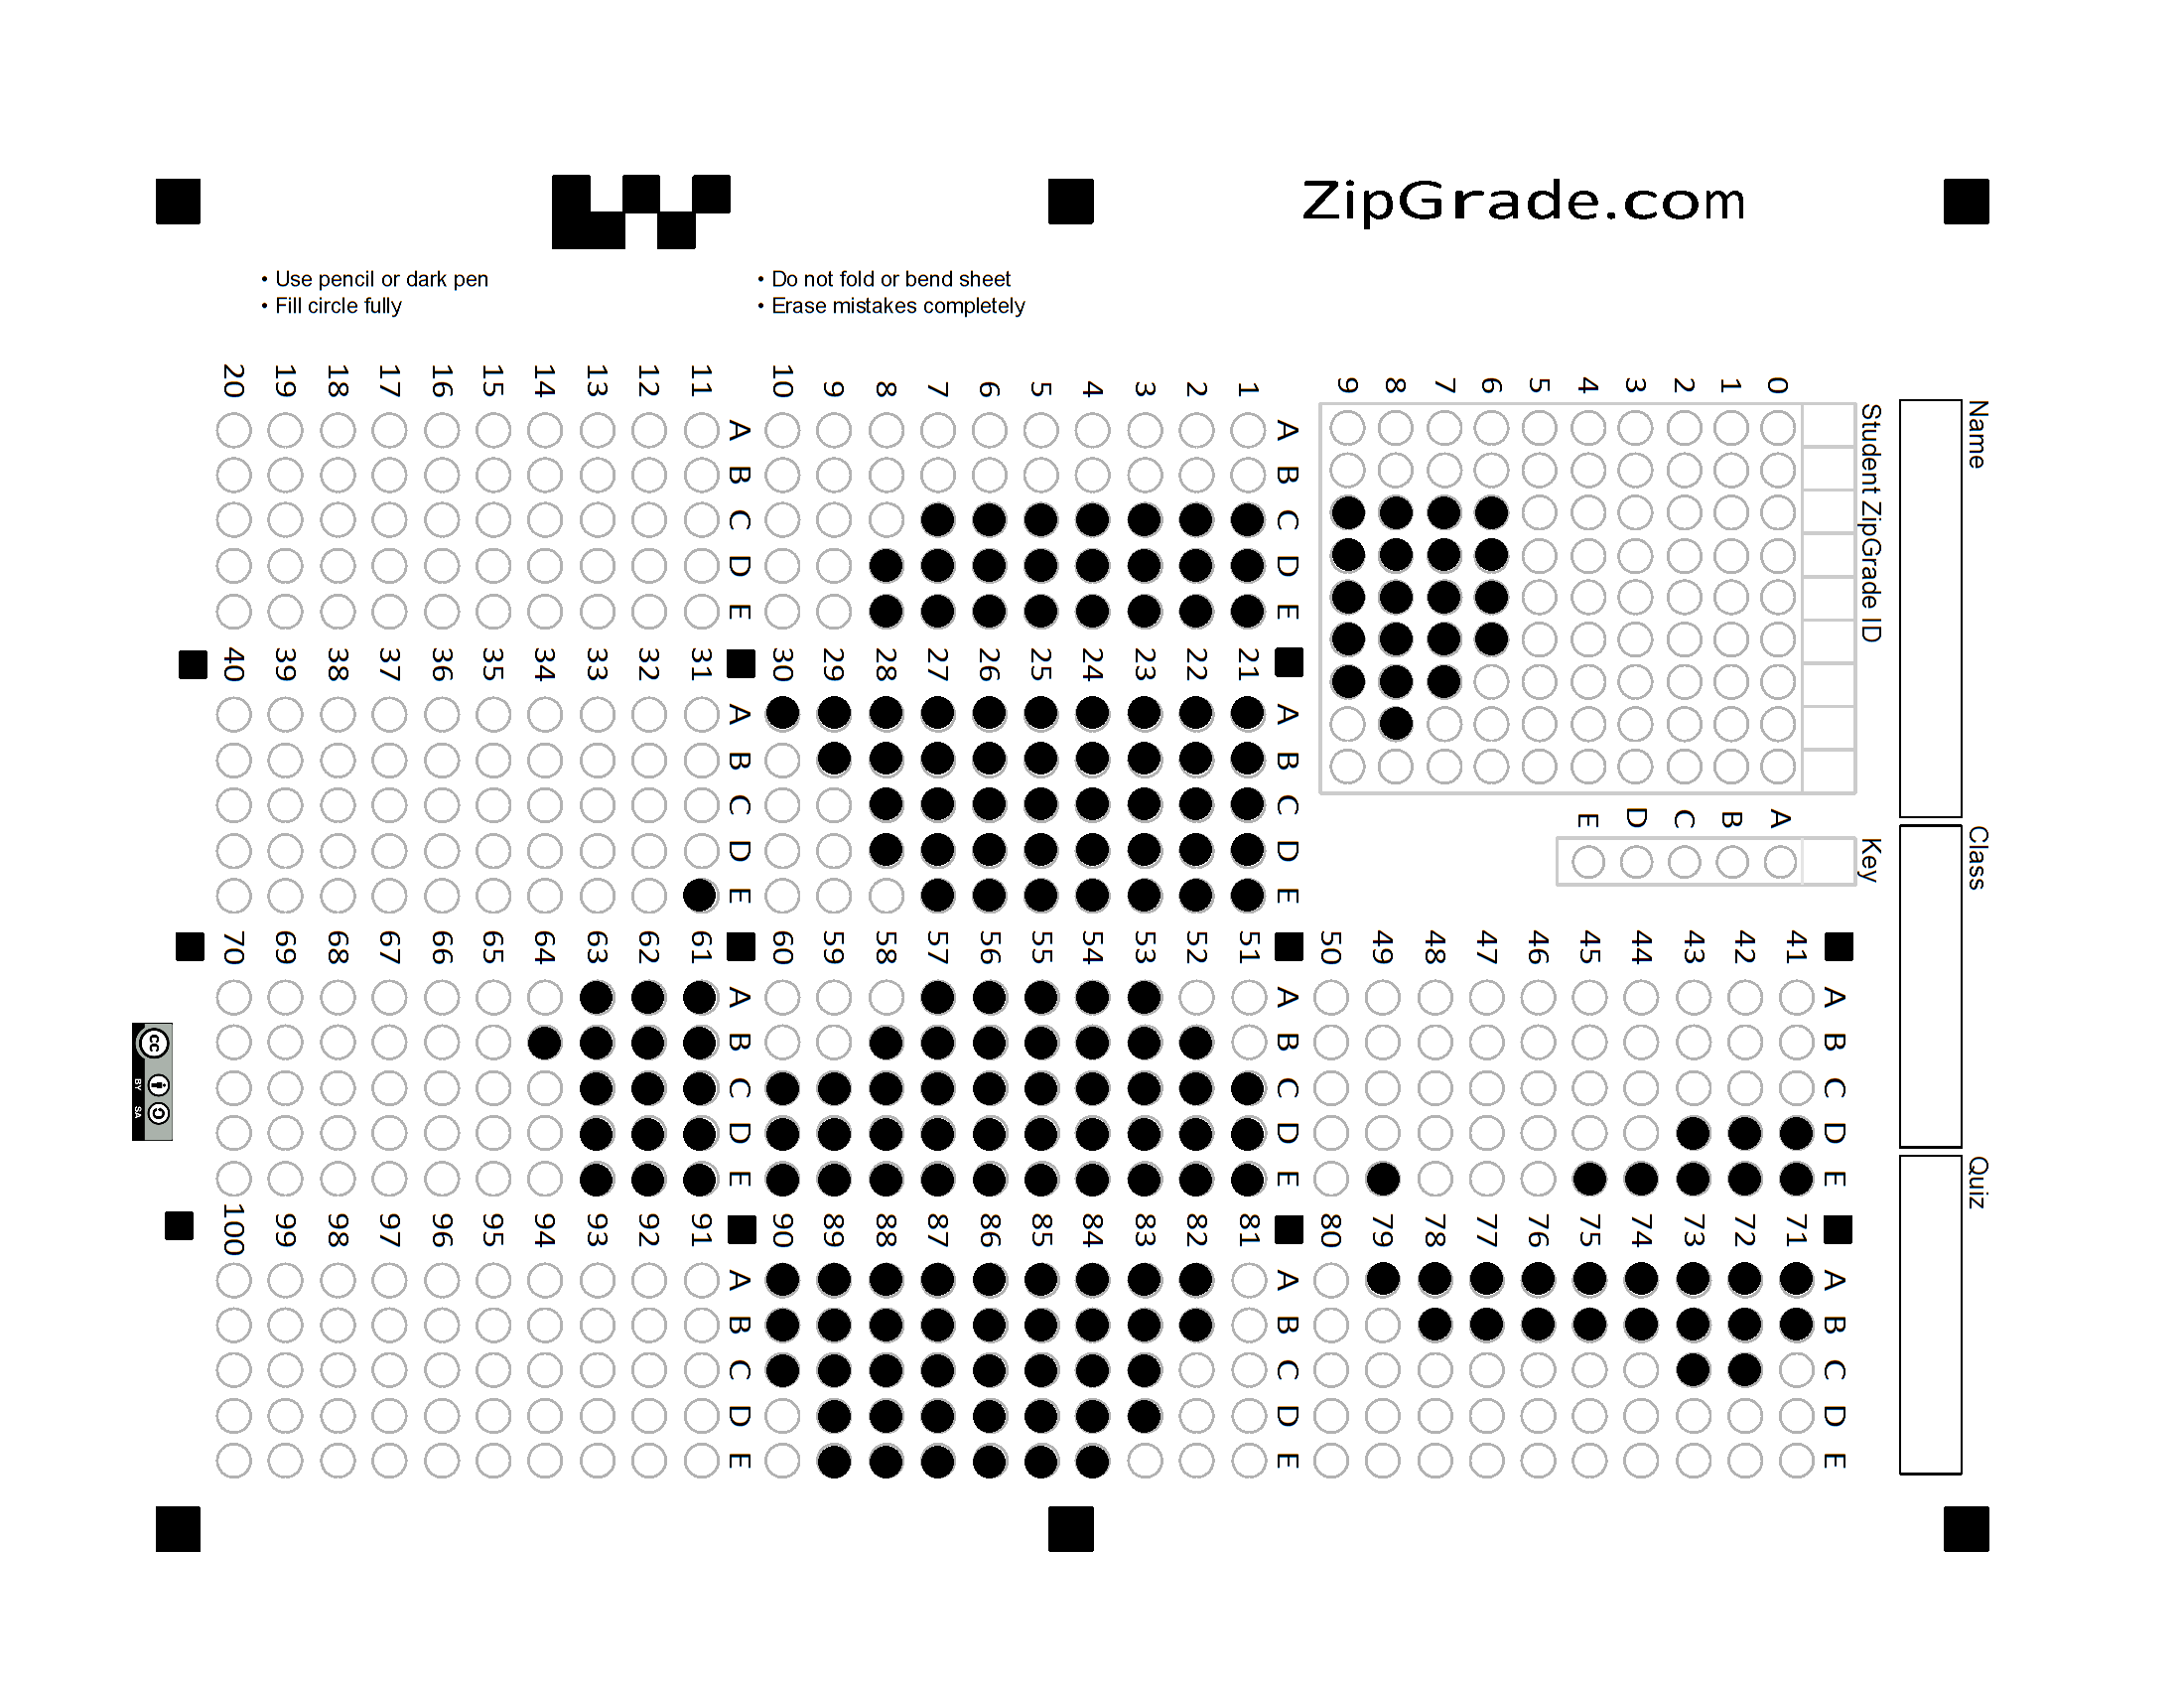 ZipGrade.com
• Use pencil or dark pen
• Fill circle fully
• Do not fold or bend sheet
• Erase mistakes completely
Name
Class
Quiz
Student ZipGrade ID
0 1 2 3 4 5 6 7 8 9
Key
A B C D E
1 2 3 4 5 6 7 8 9 10
A B C D E
11 12 13 14 15 16 17 18 19 20
A B C D E
21 22 23 24 25 26 27 28 29 30
A B C D E
31 32 33 34 35 36 37 38 39 40
A B C D E
41 42 43 44 45 46 47 48 49 50
A B C D E
51 52 53 54 55 56 57 58 59 60
A B C D E
61 62 63 64 65 66 67 68 69 70
A B C D E
71 72 73 74 75 76 77 78 79 80
A B C D E
81 82 83 84 85 86 87 88 89 90
A B C D E
91 92 93 94 95 96 97 98 99 100
A B C D E
cc
BY SA